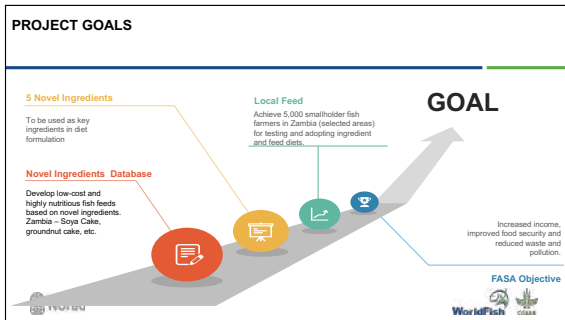 PROJECT GOALS
5 Novel Ingredients
To be used as key
ingredients in diet
formulation
Local Feed
Achieve 5,000 smallholder fish
farmers in Zambia (selected areas)
for testing and adopting ingredient
and feed diets.
GOAL
Novel Ingredients Database
Develop low-cost and
highly nutritious fish feeds
based on novel ingredients.
Zambia – Soya Cake,
groundnut cake, etc.
Increased income,
improved food security and
reduced waste and
pollution.
FASA Objective
Norad
WorldFish
CGIAR